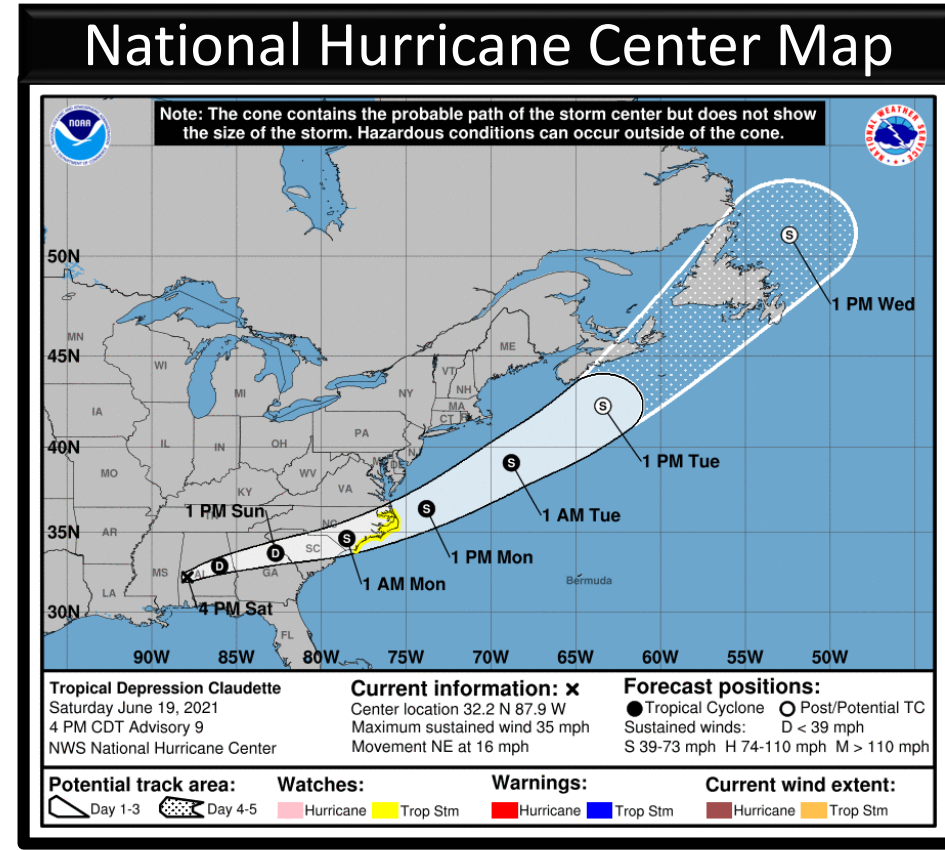 National Hurricane Center Map
Note: The cone contains the probable path of the storm center but does not show
the size of the storm. Hazardous conditions can occur outside of the cone.
NOAA
NATIONAL WEATHER SERVICE
50N
S
1 PM Wed
MN
45N
ME
WI
VT
MI
NH
NY
MA
S
IA
CT
PA
1 PM Tue
40N
IL
IN
OH
S
MO
WV
KY
VA
1 PM Sun
S
1 AM Tue
35N
AR
NC
S
D
SC
1 PM Mon
D
MS
AL
GA
1 AM Mon
Bermuda
LA
4 PM Sat
30N
FL
90W 85W 80W 75W 70W 65W 60W 55W 50W
Tropical Depression Claudette
Saturday June 19, 2021
4 PM CDT Advisory 9
NWS National Hurricane Center
Current information: x
Center location 32.2 N 87.9 W
Maximum sustained wind 35 mph
Movement NE at 16 mph
Forecast positions:
Tropical Cyclone Post/Potential TC
Sustained winds: D < 39 mph
S 39-73 mph H 74-110 mph M > 110 mph
Potential track area:
Day 1-3 Day 4-5
Watches:
Hurricane Trop Stm
Warnings:
Hurricane Trop Stm
Current wind extent:
Hurricane Trop Stm